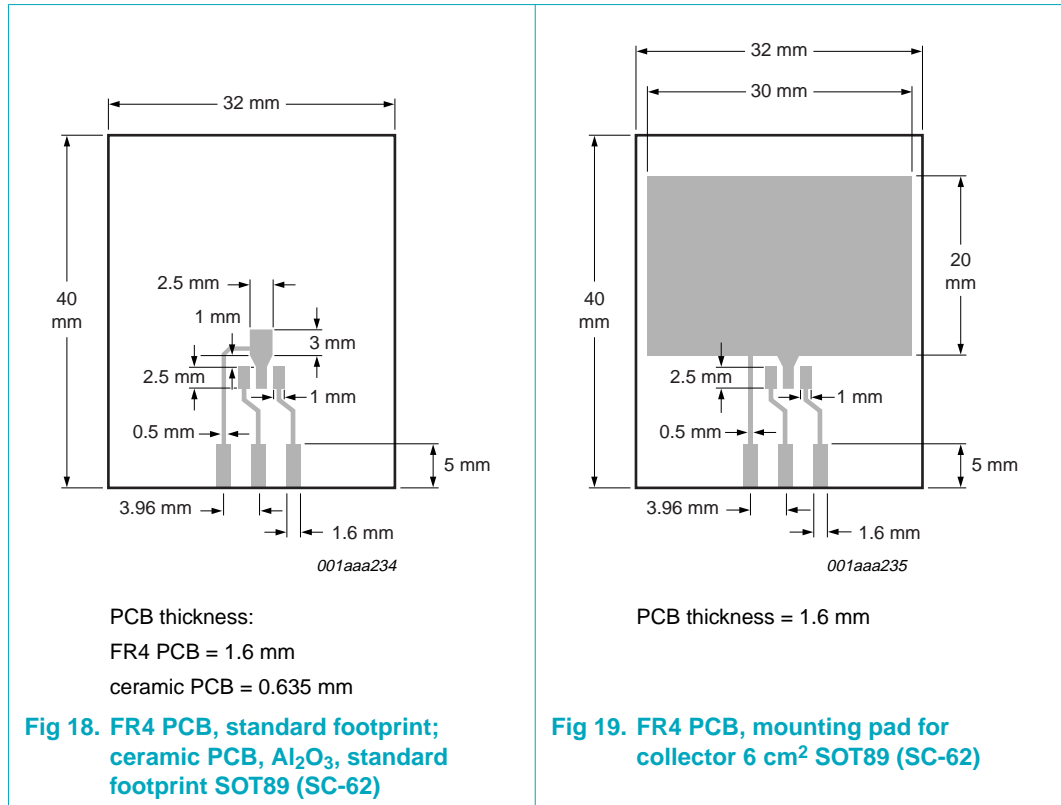 32 mm
40
mm
2.5 mm
1 mm
3 mm
2.5 mm
1 mm
0.5 mm
5 mm
3.96 mm
1.6 mm
001aaa234
PCB thickness:
FR4 PCB = 1.6 mm
ceramic PCB = 0.635 mm
Fig 18. FR4 PCB, standard footprint;
ceramic PCB, Al₂O₃, standard
footprint SOT89 (SC-62)
32 mm
30 mm
40
mm
20
mm
2.5 mm
1 mm
0.5 mm
5 mm
3.96 mm
1.6 mm
001aaa235
PCB thickness = 1.6 mm
Fig 19. FR4 PCB, mounting pad for
collector 6 cm² SOT89 (SC-62)